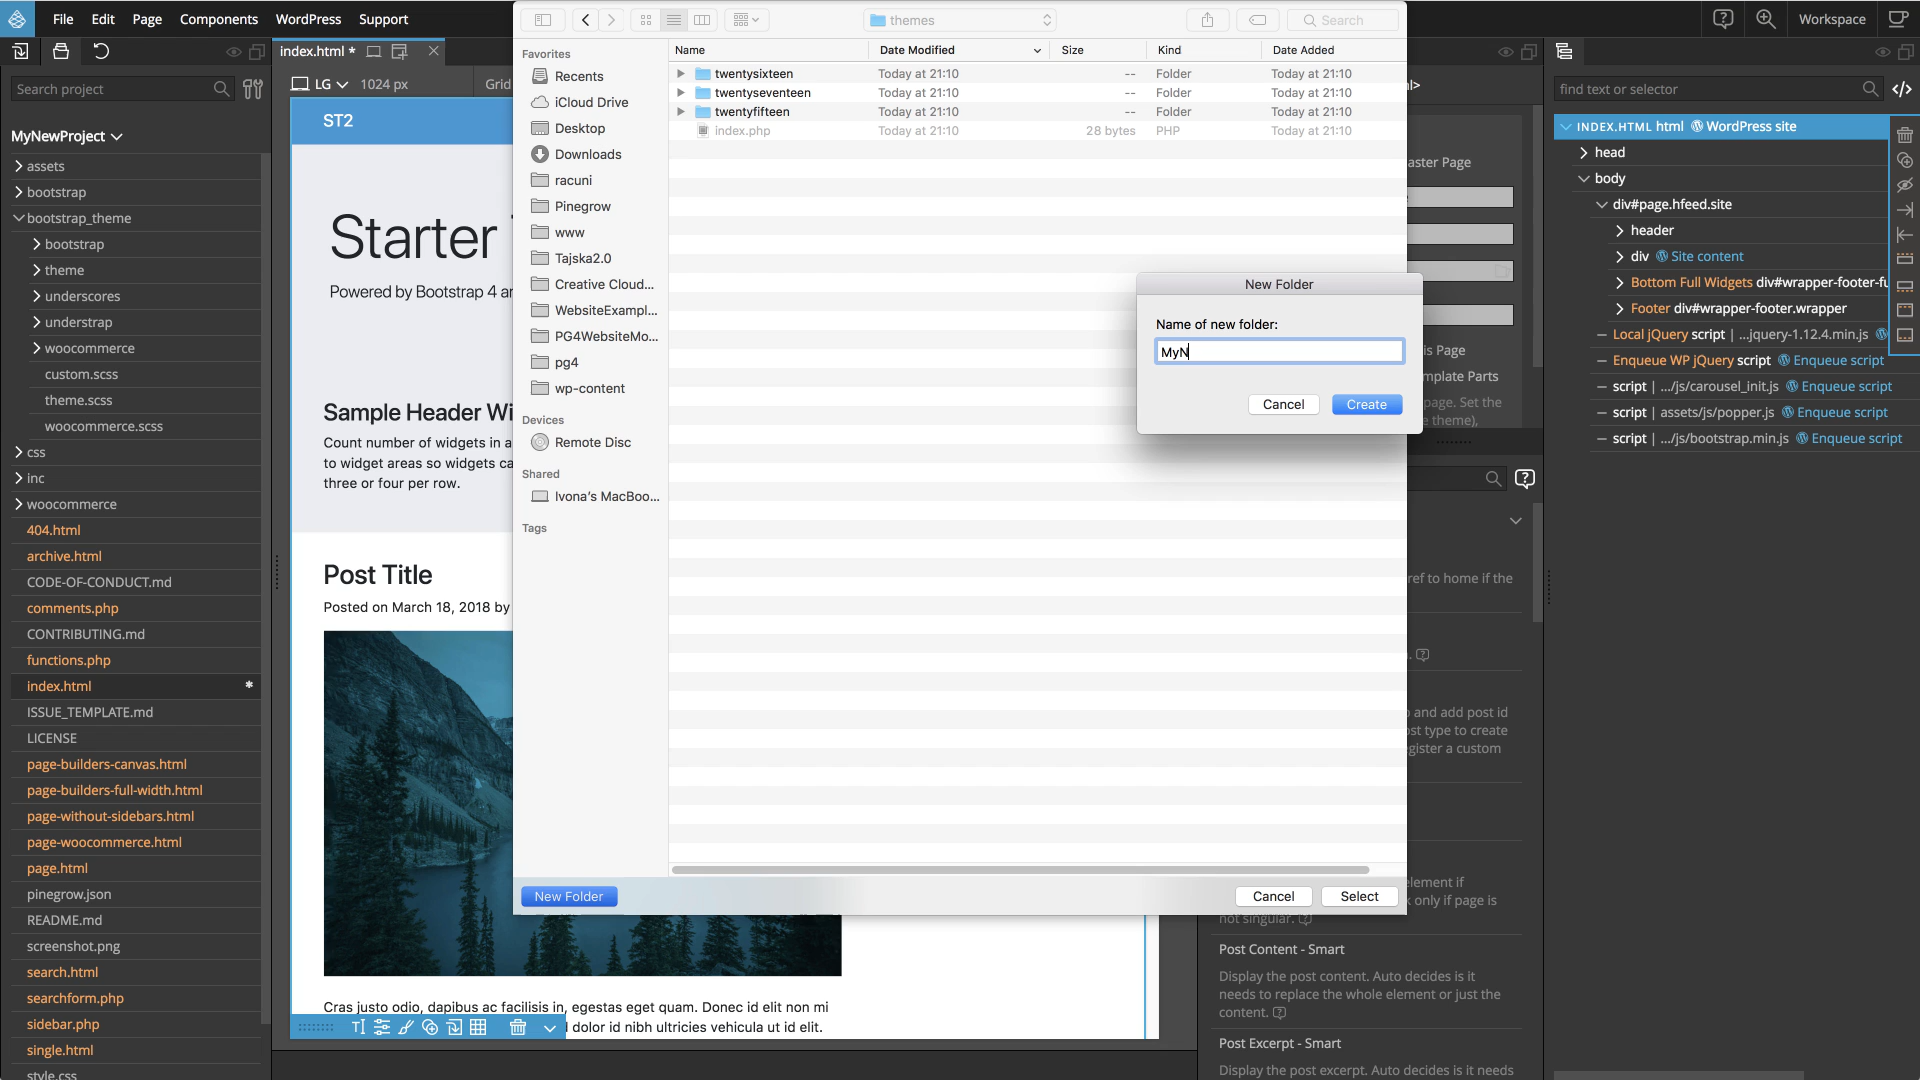 File Edit Page Components WordPress Support
Workspace
index.html *
LG 1024 px Grid
Search project
MyNewProject
assets
bootstrap
bootstrap_theme
bootstrap
theme
underscores
understrap
woocommerce
custom.scss
theme.scss
woocommerce.scss
css
inc
woocommerce
404.html
archive.html
CODE-OF-CONDUCT.md
comments.php
CONTRIBUTING.md
functions.php
index.html *
ISSUE_TEMPLATE.md
LICENSE
page-builders-canvas.html
page-builders-full-width.html
page-without-sidebars.html
page-woocommerce.html
page.html
pinegrow.json
README.md
screenshot.png
search.html
searchform.php
sidebar.php
single.html
style.css
ST2
Starter
Powered by Bootstrap 4 an
Sample Header Wi
Count number of widgets in a
to widget areas so widgets ca
three or four per row.
Post Title
Posted on March 18, 2018 by
Cras justo odio, dapibus ac facilisis in, egestas eget quam. Donec id elit non mi
dolor id nibh ultricies vehicula ut id elit.
themes
Search
Favorites
Recents
iCloud Drive
Desktop
Downloads
racuni
Pinegrow
www
Tajska2.0
Creative Cloud...
WebsiteExampl...
PG4WebsiteMo...
pg4
wp-content
Devices
Remote Disc
Shared
Ivona's MacBoo...
Tags
Name Date Modified Size Kind Date Added
twentysixteen Today at 21:10 -- Folder Today at 21:10
twentyseventeen Today at 21:10 -- Folder Today at 21:10
twentyfifteen Today at 21:10 -- Folder Today at 21:10
index.php Today at 21:10 28 bytes PHP Today at 21:10
New Folder
Name of new folder:
MyN
Cancel Create
New Folder Cancel Select
l>
aster Page
is Page
mplate Parts
page. Set the
e theme),
ref to home if the
and add post id
ost type to create
egister a custom
element if
k only if page is
not singular.
Post Content - Smart
Display the post content. Auto decides is it
needs to replace the whole element or just the
content.
Post Excerpt - Smart
Display the post excerpt. Auto decides is it needs
find text or selector
INDEX.HTML html WordPress site
head
body
div#page.hfeed.site
header
div Site content
Bottom Full Widgets div#wrapper-footer-fu
Footer div#wrapper-footer.wrapper
Local jQuery script | ...jquery-1.12.4.min.js
Enqueue WP jQuery script Enqueue script
script | .../js/carousel_init.js Enqueue script
script | assets/js/popper.js Enqueue script
script | .../js/bootstrap.min.js Enqueue script